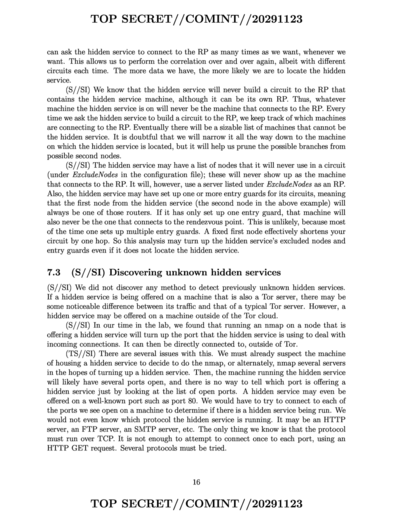 TOP SECRET//COMINT//20291123
can ask the hidden service to connect to the RP as many times as we want, whenever we
want. This allows us to perform the correlation over and over again, albeit with different
circuits each time. The more data we have, the more likely we are to locate the hidden
service.
(S//SI) We know that the hidden service will never build a circuit to the RP that
contains the hidden service machine, although it can be its own RP. Thus, whatever
machine the hidden service is on will never be the machine that connects to the RP. Every
time we ask the hidden service to build a circuit to the RP, we keep track of which machines
are connecting to the RP. Eventually there will be a sizable list of machines that cannot be
the hidden service. It is doubtful that we will narrow it all the way down to the machine
on which the hidden service is located, but it will help us prune the possible branches from
possible second nodes.
(S//SI) The hidden service may have a list of nodes that it will never use in a circuit
(under ExcludeNodes in the configuration file); these will never show up as the machine
that connects to the RP. It will, however, use a server listed under ExcludeNodes as an RP.
Also, the hidden service may have set up one or more entry guards for its circuits, meaning
that the first node from the hidden service (the second node in the above example) will
always be one of those routers. If it has only set up one entry guard, that machine will
also never be the one that connects to the rendezvous point. This is unlikely, because most
of the time one sets up multiple entry guards. A fixed first node effectively shortens your
circuit by one hop. So this analysis may turn up the hidden service's excluded nodes and
entry guards even if it does not locate the hidden service.
7.3 (S//SI) Discovering unknown hidden services
(S//SI) We did not discover any method to detect previously unknown hidden services.
If a hidden service is being offered on a machine that is also a Tor server, there may be
some noticeable difference between its traffic and that of a typical Tor server. However, a
hidden service may be offered on a machine outside of the Tor cloud.
(S//SI) In our time in the lab, we found that running an nmap on a node that is
offering a hidden service will turn up the port that the hidden service is using to deal with
incoming connections. It can then be directly connected to, outside of Tor.
(TS//SI) There are several issues with this. We must already suspect the machine
of housing a hidden service to decide to do the nmap, or alternately, nmap several servers
in the hopes of turning up a hidden service. Then, the machine running the hidden service
will likely have several ports open, and there is no way to tell which port is offering a
hidden service just by looking at the list of open ports. A hidden service may even be
offered on a well-known port such as port 80. We would have to try to connect to each of
the ports we see open on a machine to determine if there is a hidden service being run. We
would not even know which protocol the hidden service is running. It may be an HTTP
server, an FTP server, an SMTP server, etc. The only thing we know is that the protocol
must run over TCP. It is not enough to attempt to connect once to each port, using an
HTTP GET request. Several protocols must be tried.
16
TOP SECRET//COMINT//20291123